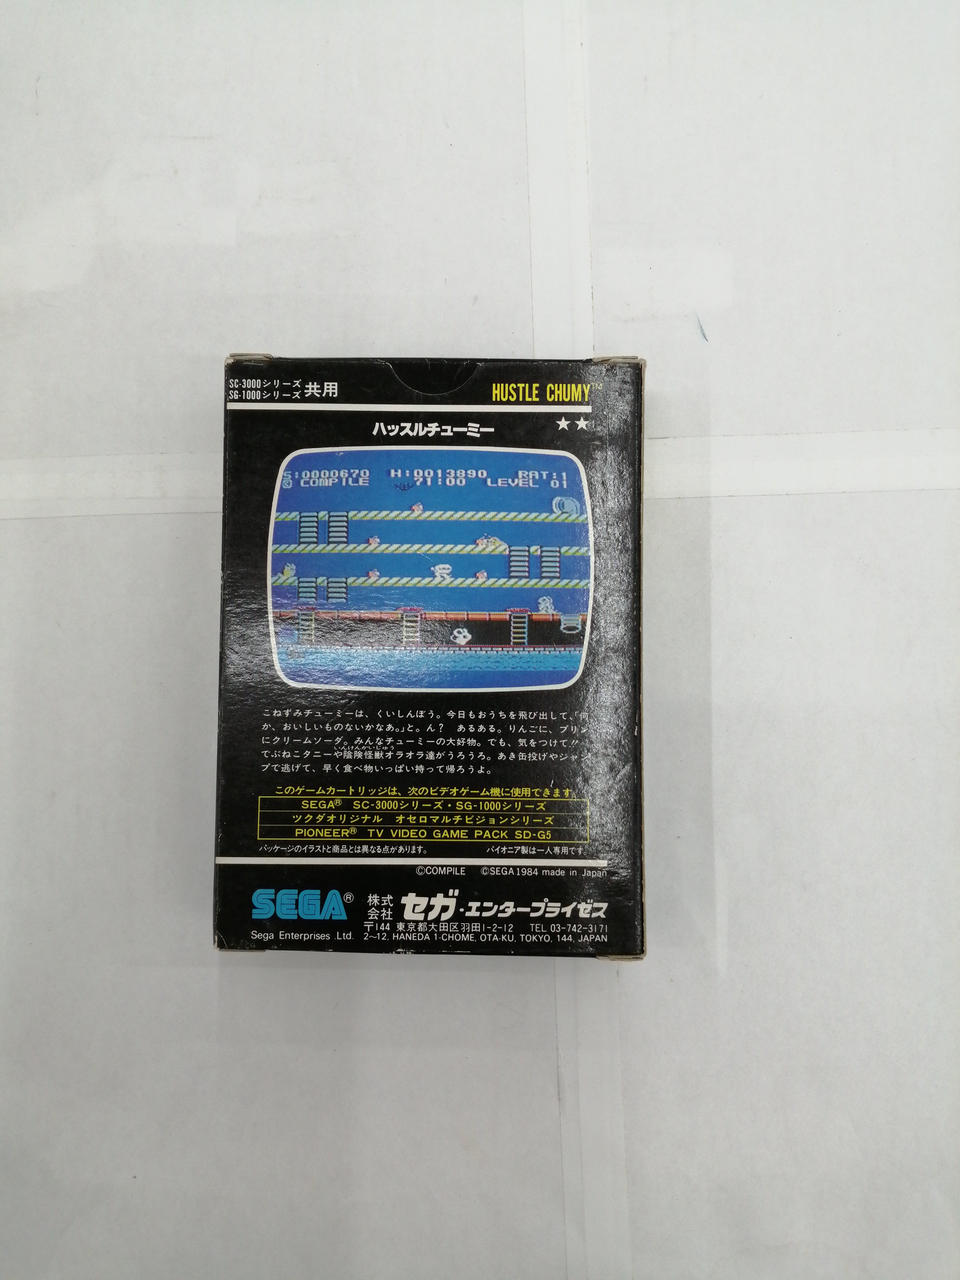 SC-3000シリーズ
SG-1000シリーズ 共用
HUSTLE CHUMY™
ハッスルチューミー
★★
S:0000670 H:0013890 RAT:1
© COMPILE 71:00 LEVEL 01
こねずみチューミーは、くいしんぼう。今日もおうちを飛び出して、「何
か、おいしいものないかなあ。」と。ん？ あるある。りんごに、プリン
にクリームソーダ。みんなチューミーの大好物。でも、気をつけて!!
いんけんかいじゅう
でぶねこタニーや陰険怪獣オラオラ達がうろうろ。あき缶投げやジャン
プで逃げて、早く食べ物いっぱい持って帰ろうよ。
このゲームカートリッジは、次のビデオゲーム機に使用できます。
SEGA® SC-3000シリーズ・SG-1000シリーズ
ツクダオリジナル オセロマルチビジョンシリーズ
PIONEER® TV VIDEO GAME PACK SD-G5
パッケージのイラストと商品とは異なる点があります。 パイオニア製は一人専用です。
©COMPILE ©SEGA 1984 made in Japan
SEGA® 株式会社 セガ・エンタープライゼス
〒144 東京都大田区羽田1-2-12 TEL 03-742-3171
Sega Enterprises Ltd. 2~12, HANEDA 1-CHOME, OTA-KU, TOKYO, 144, JAPAN